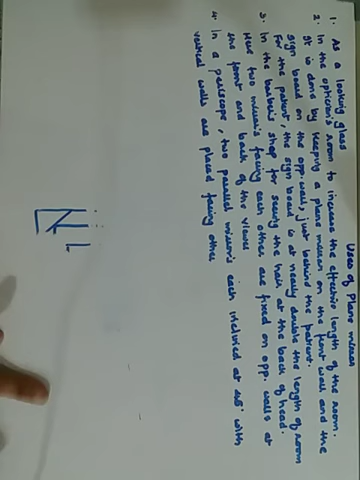 Uses of Plane mirror
1. As a looking glass
2. In the optician's room to increase the effective length of the room.
It is done by keeping a plane mirror on the front wall and the
sign board on the opp. wall, just behind the patient.
For the patient, the sign board is at nearly double the length of room
3. In the barber's shop for seeing the hair at the back of head.
Here two mirrors facing each other are fixed on opp. walls at
the front and back of the viewer
4. In a periscope, two parallel mirrors each inclined at 45° with
vertical walls are placed facing other